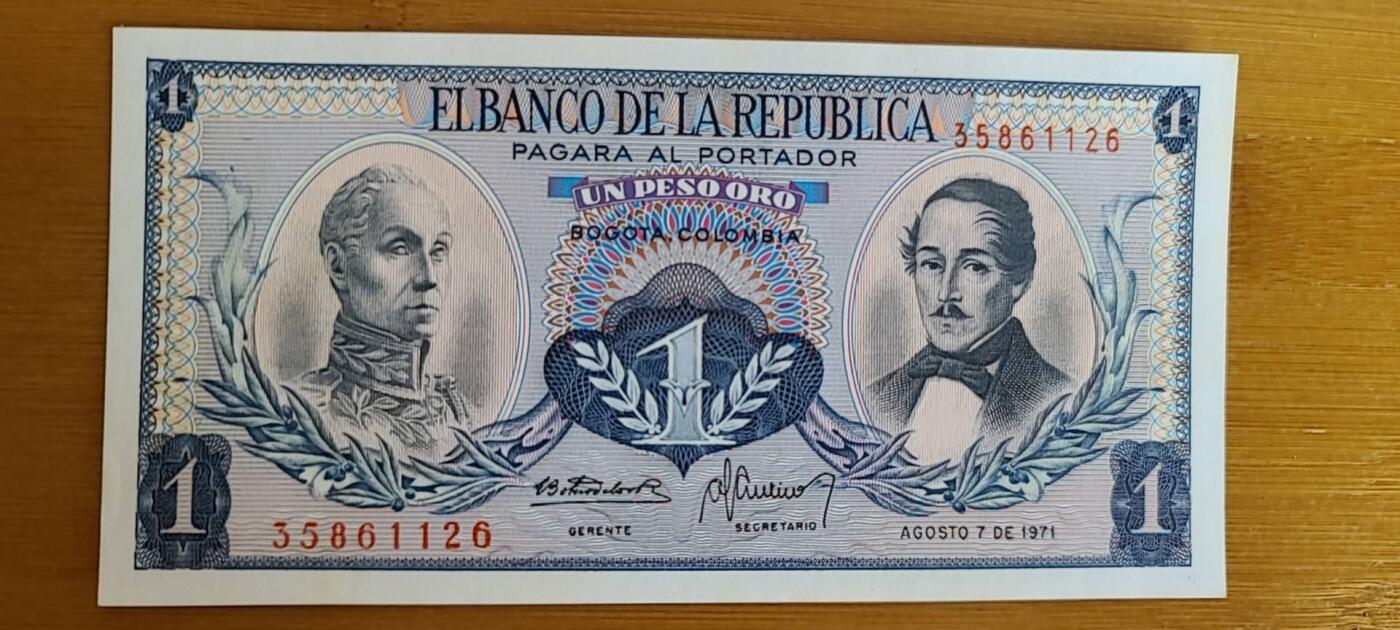 1
1
EL BANCO DE LA REPUBLICA
35861126
PAGARA AL PORTADOR
UN PESO ORO
BOGOTA, COLOMBIA
1
1
1
35861126
GERENTE
SECRETARIO
AGOSTO 7 DE 1971